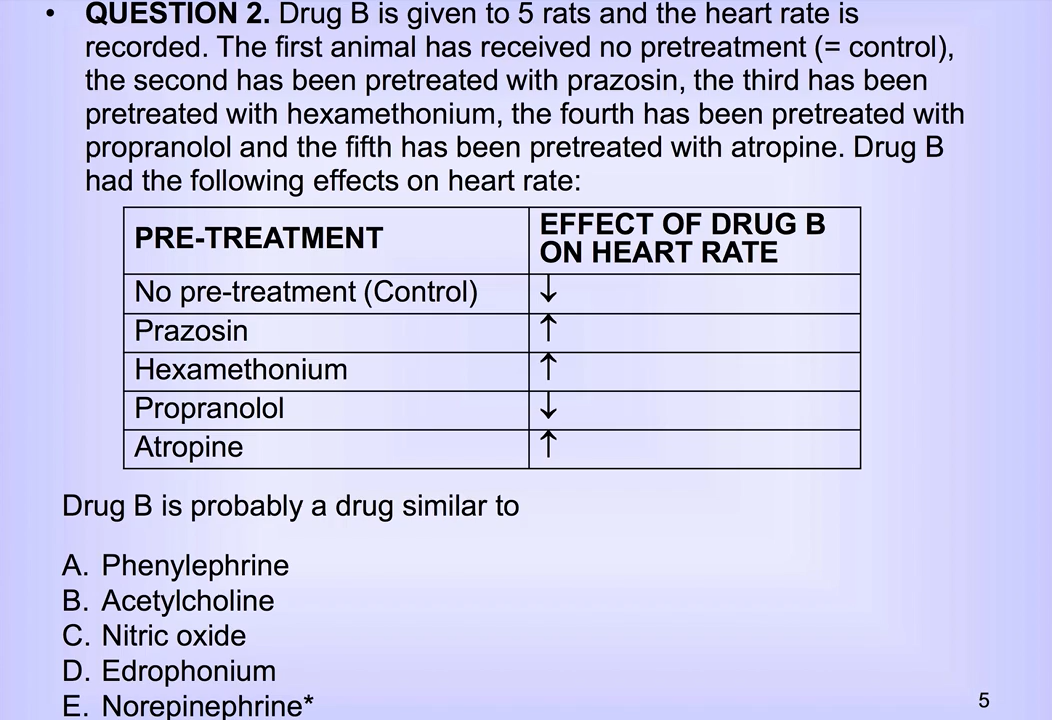 • QUESTION 2. Drug B is given to 5 rats and the heart rate is
recorded. The first animal has received no pretreatment (= control),
the second has been pretreated with prazosin, the third has been
pretreated with hexamethonium, the fourth has been pretreated with
propranolol and the fifth has been pretreated with atropine. Drug B
had the following effects on heart rate:
PRE-TREATMENT
EFFECT OF DRUG B
ON HEART RATE
No pre-treatment (Control) ↓
Prazosin ↑
Hexamethonium ↑
Propranolol ↓
Atropine ↑
Drug B is probably a drug similar to
A. Phenylephrine
B. Acetylcholine
C. Nitric oxide
D. Edrophonium
E. Norepinephrine*
5